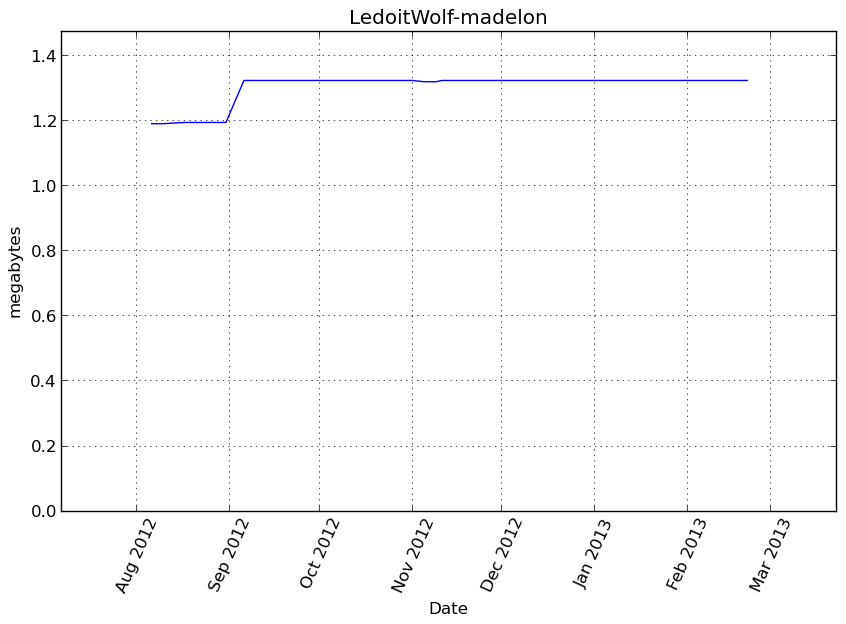 LedoitWolf-madelon
1.4
1.2
1.0
0.8
0.6
0.4
0.2
0.0
megabytes
Aug 2012
Sep 2012
Oct 2012
Nov 2012
Dec 2012
Jan 2013
Feb 2013
Mar 2013
Date